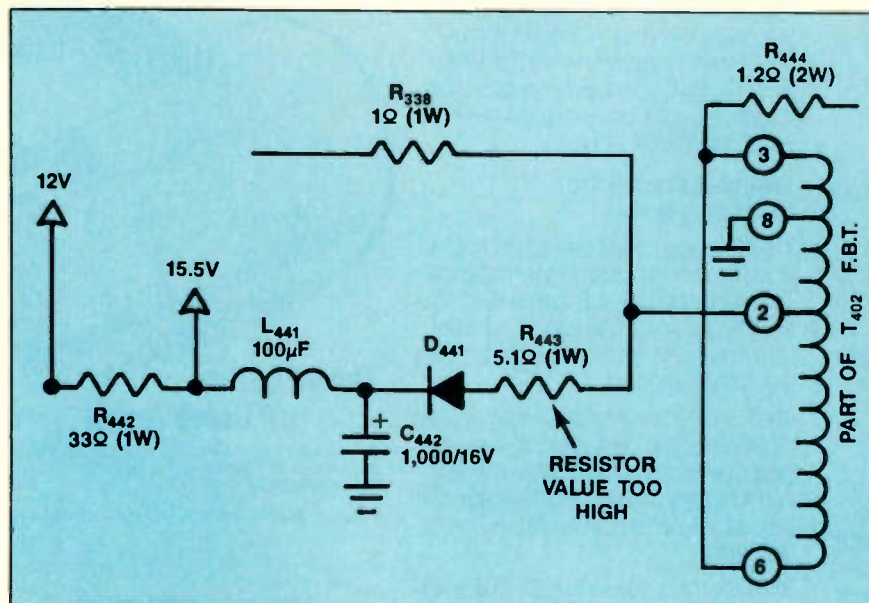 R444
1.2Ω (2W)
R338
1Ω (1W)
3
12V
8
15.5V
L441
100µF
D441
R443
5.1Ω (1W)
2
PART OF T402 F.B.T.
R442
33Ω (1W)
+
C442
1,000/16V
RESISTOR
VALUE TOO
HIGH
6